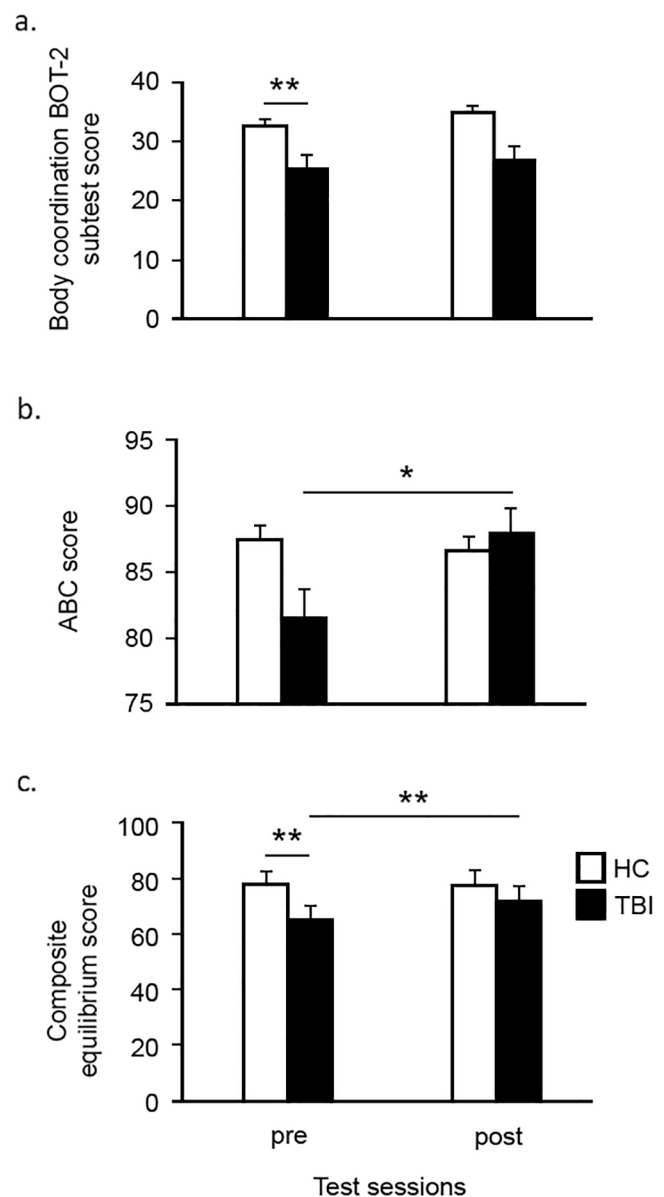 a.
Body coordination BOT-2
subtest score
40
30
20
10
0
**
b.
ABC score
95
90
85
80
75
*
c.
Composite
equilibrium score
100
80
60
40
20
0
**
**
HC
TBI
pre post
Test sessions